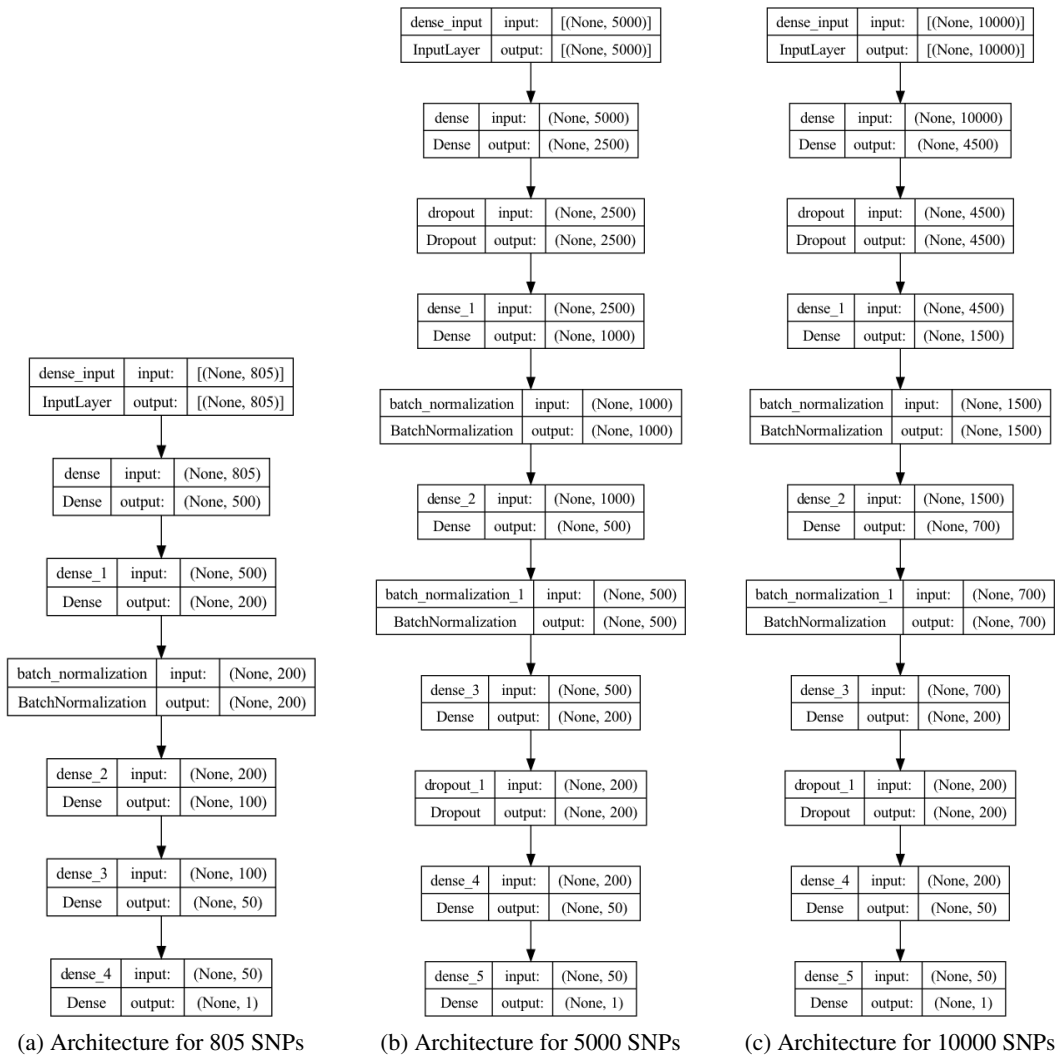 dense_input input: [(None, 805)]
InputLayer output: [(None, 805)]
dense input: (None, 805)
Dense output: (None, 500)
dense_1 input: (None, 500)
Dense output: (None, 200)
batch_normalization input: (None, 200)
BatchNormalization output: (None, 200)
dense_2 input: (None, 200)
Dense output: (None, 100)
dense_3 input: (None, 100)
Dense output: (None, 50)
dense_4 input: (None, 50)
Dense output: (None, 1)
(a) Architecture for 805 SNPs
dense_input input: [(None, 5000)]
InputLayer output: [(None, 5000)]
dense input: (None, 5000)
Dense output: (None, 2500)
dropout input: (None, 2500)
Dropout output: (None, 2500)
dense_1 input: (None, 2500)
Dense output: (None, 1000)
batch_normalization input: (None, 1000)
BatchNormalization output: (None, 1000)
dense_2 input: (None, 1000)
Dense output: (None, 500)
batch_normalization_1 input: (None, 500)
BatchNormalization output: (None, 500)
dense_3 input: (None, 500)
Dense output: (None, 200)
dropout_1 input: (None, 200)
Dropout output: (None, 200)
dense_4 input: (None, 200)
Dense output: (None, 50)
dense_5 input: (None, 50)
Dense output: (None, 1)
(b) Architecture for 5000 SNPs
dense_input input: [(None, 10000)]
InputLayer output: [(None, 10000)]
dense input: (None, 10000)
Dense output: (None, 4500)
dropout input: (None, 4500)
Dropout output: (None, 4500)
dense_1 input: (None, 4500)
Dense output: (None, 1500)
batch_normalization input: (None, 1500)
BatchNormalization output: (None, 1500)
dense_2 input: (None, 1500)
Dense output: (None, 700)
batch_normalization_1 input: (None, 700)
BatchNormalization output: (None, 700)
dense_3 input: (None, 700)
Dense output: (None, 200)
dropout_1 input: (None, 200)
Dropout output: (None, 200)
dense_4 input: (None, 200)
Dense output: (None, 50)
dense_5 input: (None, 50)
Dense output: (None, 1)
(c) Architecture for 10000 SNPs